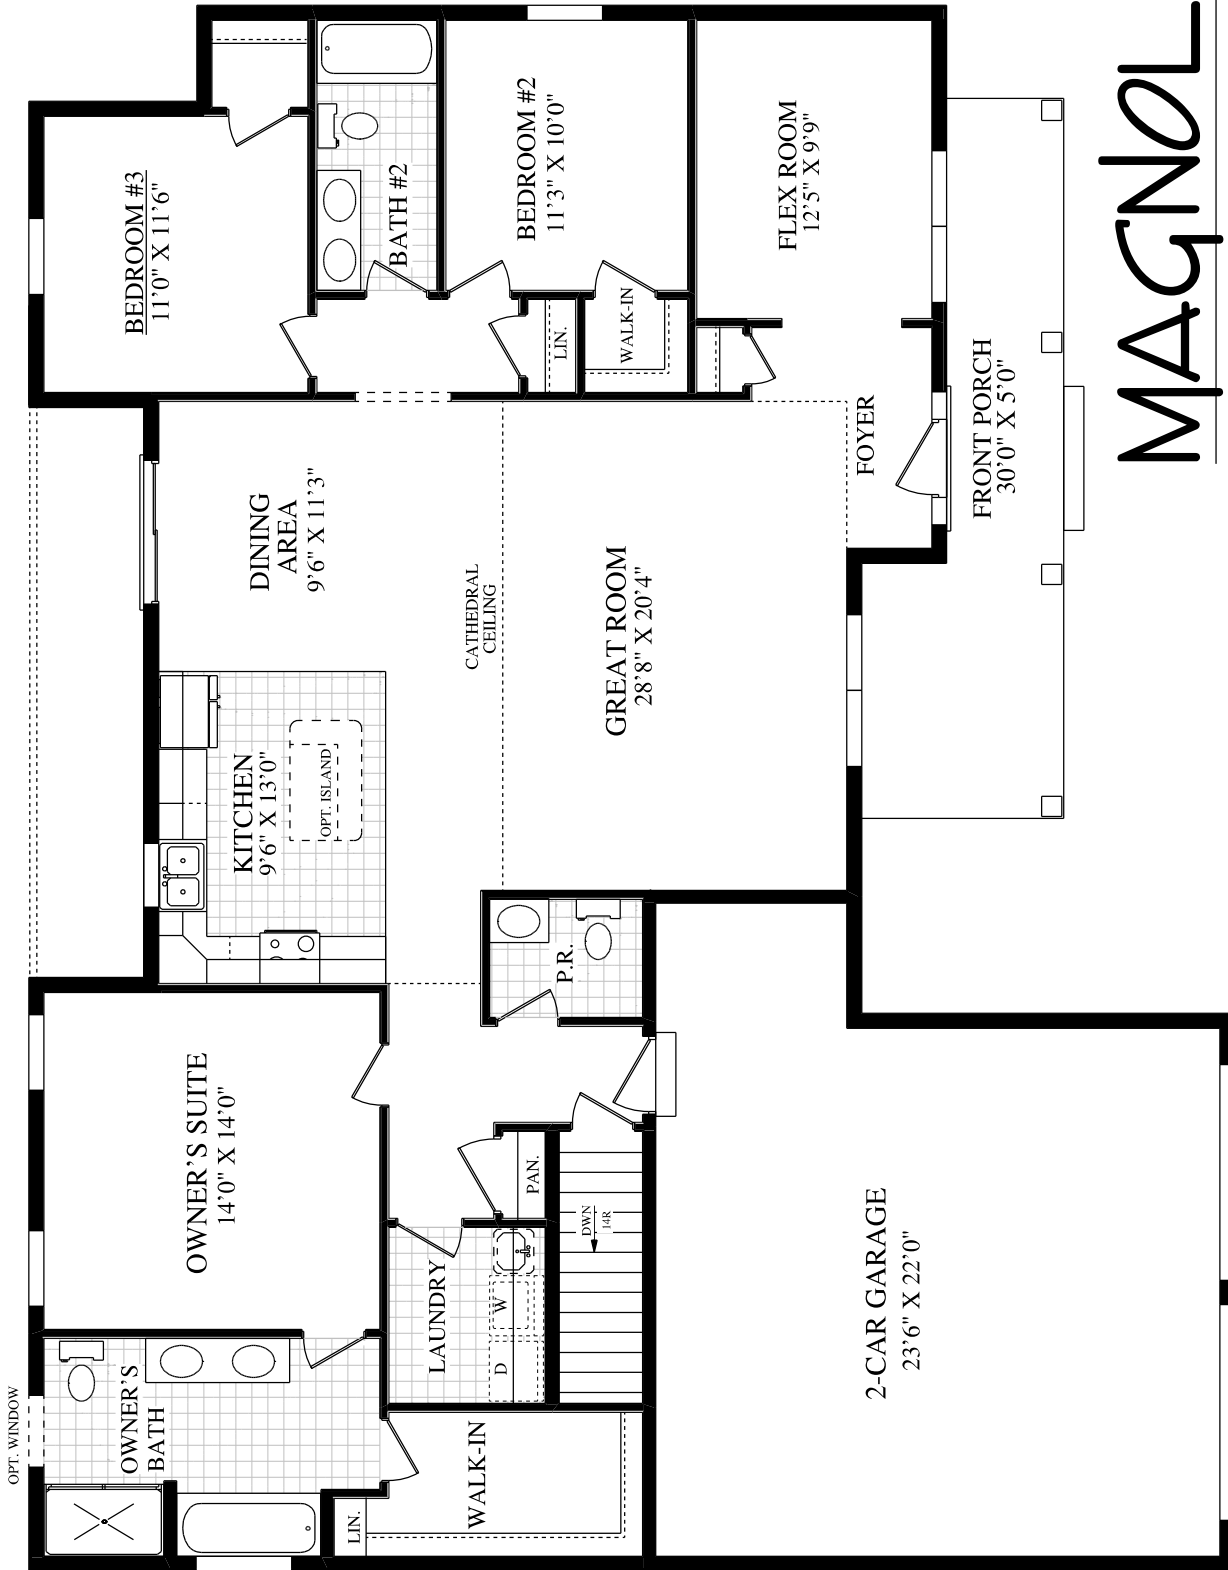 BEDROOM #3
11'0" X 11'6"
BATH #2
BEDROOM #2
11'3" X 10'0"
FLEX ROOM
12'5" X 9'9"
LIN.
WALK-IN
FOYER
FRONT PORCH
30'0" X 5'0"
MAGNOL
DINING
AREA
9'6" X 11'3"
CATHEDRAL
CEILING
GREAT ROOM
28'8" X 20'4"
KITCHEN
9'6" X 13'0"
OPT. ISLAND
P.R.
OWNER'S SUITE
14'0" X 14'0"
PAN.
DWN
14R
LAUNDRY
W
D
2-CAR GARAGE
23'6" X 22'0"
OPT. WINDOW
OWNER'S
BATH
LIN.
WALK-IN